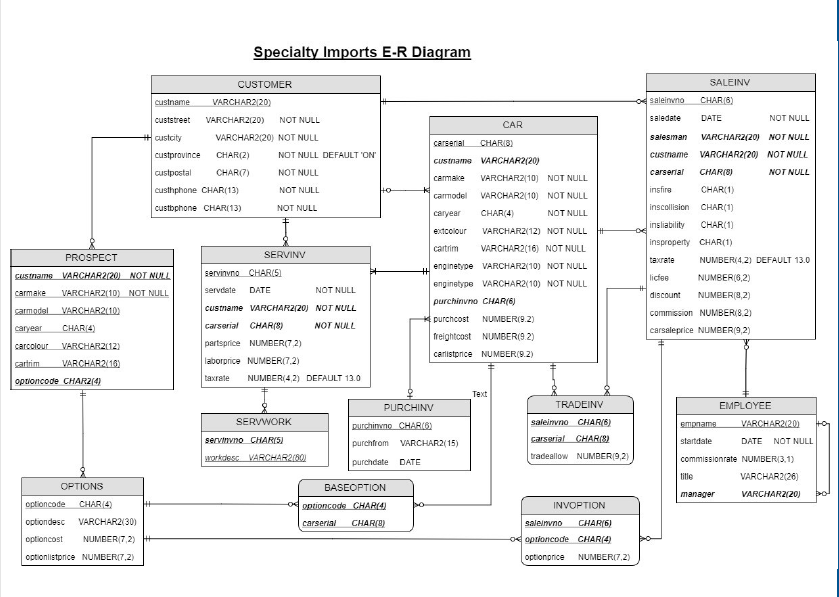 Specialty Imports E-R Diagram
CUSTOMER
custname VARCHAR2(20)
custstreet VARCHAR2(20) NOT NULL
custcity VARCHAR2(20) NOT NULL
custprovince CHAR(2) NOT NULL DEFAULT 'ON'
custpostal CHAR(7) NOT NULL
custhphone CHAR(13) NOT NULL
custbphone CHAR(13) NOT NULL
CAR
carserial CHAR(8)
custname VARCHAR2(20)
carmake VARCHAR2(10) NOT NULL
carmodel VARCHAR2(10) NOT NULL
caryear CHAR(4) NOT NULL
extcolour VARCHAR2(12) NOT NULL
cartrim VARCHAR2(16) NOT NULL
enginetype VARCHAR2(10) NOT NULL
enginetype VARCHAR2(10) NOT NULL
purchinvno CHAR(6)
purchcost NUMBER(9.2)
freightcost NUMBER(9.2)
carlistprice NUMBER(9.2)
SALEINV
saleinvno CHAR(6)
saledate DATE NOT NULL
salesman VARCHAR2(20) NOT NULL
custname VARCHAR2(20) NOT NULL
carserial CHAR(8) NOT NULL
insfire CHAR(1)
inscollision CHAR(1)
insliability CHAR(1)
insproperty CHAR(1)
taxrate NUMBER(4,2) DEFAULT 13.0
licfee NUMBER(6,2)
discount NUMBER(8,2)
commission NUMBER(8,2)
carsaleprice NUMBER(9,2)
PROSPECT
custname VARCHAR2(20) NOT NULL
carmake VARCHAR2(10) NOT NULL
carmodel VARCHAR2(10)
caryear CHAR(4)
carcolour VARCHAR2(12)
cartrim VARCHAR2(16)
optioncode CHAR2(4)
SERVINV
servinvno CHAR(5)
servdate DATE NOT NULL
custname VARCHAR2(20) NOT NULL
carserial CHAR(8) NOT NULL
partsprice NUMBER(7,2)
laborprice NUMBER(7,2)
taxrate NUMBER(4,2) DEFAULT 13.0
SERVWORK
servinvno CHAR(5)
workdesc VARCHAR2(80)
PURCHINV
purchinvno CHAR(6)
purchfrom VARCHAR2(15)
purchdate DATE
Text
TRADEINV
saleinvno CHAR(6)
carserial CHAR(8)
tradeallow NUMBER(9,2)
EMPLOYEE
empname VARCHAR2(20)
startdate DATE NOT NULL
commissionrate NUMBER(3,1)
title VARCHAR2(26)
manager VARCHAR2(20)
OPTIONS
optioncode CHAR(4)
optiondesc VARCHAR2(30)
optioncost NUMBER(7,2)
optionlistprice NUMBER(7,2)
BASEOPTION
optioncode CHAR(4)
carserial CHAR(8)
INVOPTION
saleinvno CHAR(6)
optioncode CHAR(4)
optionprice NUMBER(7,2)